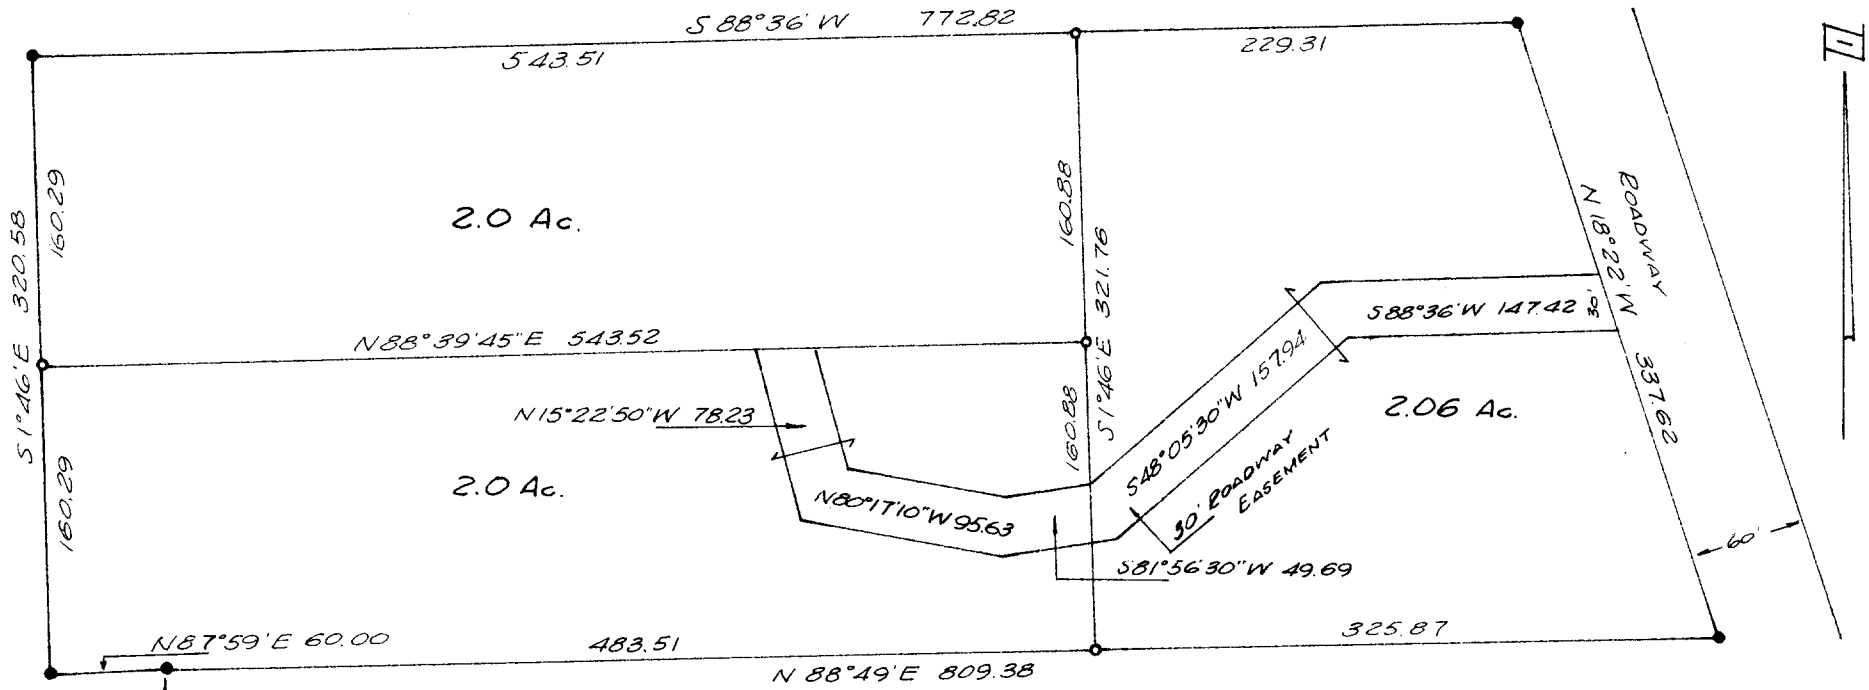 S 88°36' W 772.82
543.51
229.31
S 1°46' E 320.58
160.29
2.0 Ac.
160.88
S 1°46' E 321.76
N 18°22' W 337.62
ROADWAY
N 88°39'45" E 543.52
S 88°36' W 147.42
30'
S 48°05'30" W 157.94
N 15°22'50" W 78.23
2.06 Ac.
160.88
160.29
2.0 Ac.
N 80°17'10" W 95.63
30' ROADWAY
EASEMENT
60'
S 81°56'30" W 49.69
N 87°59' E 60.00
483.51
325.87
N 88°49' E 809.38